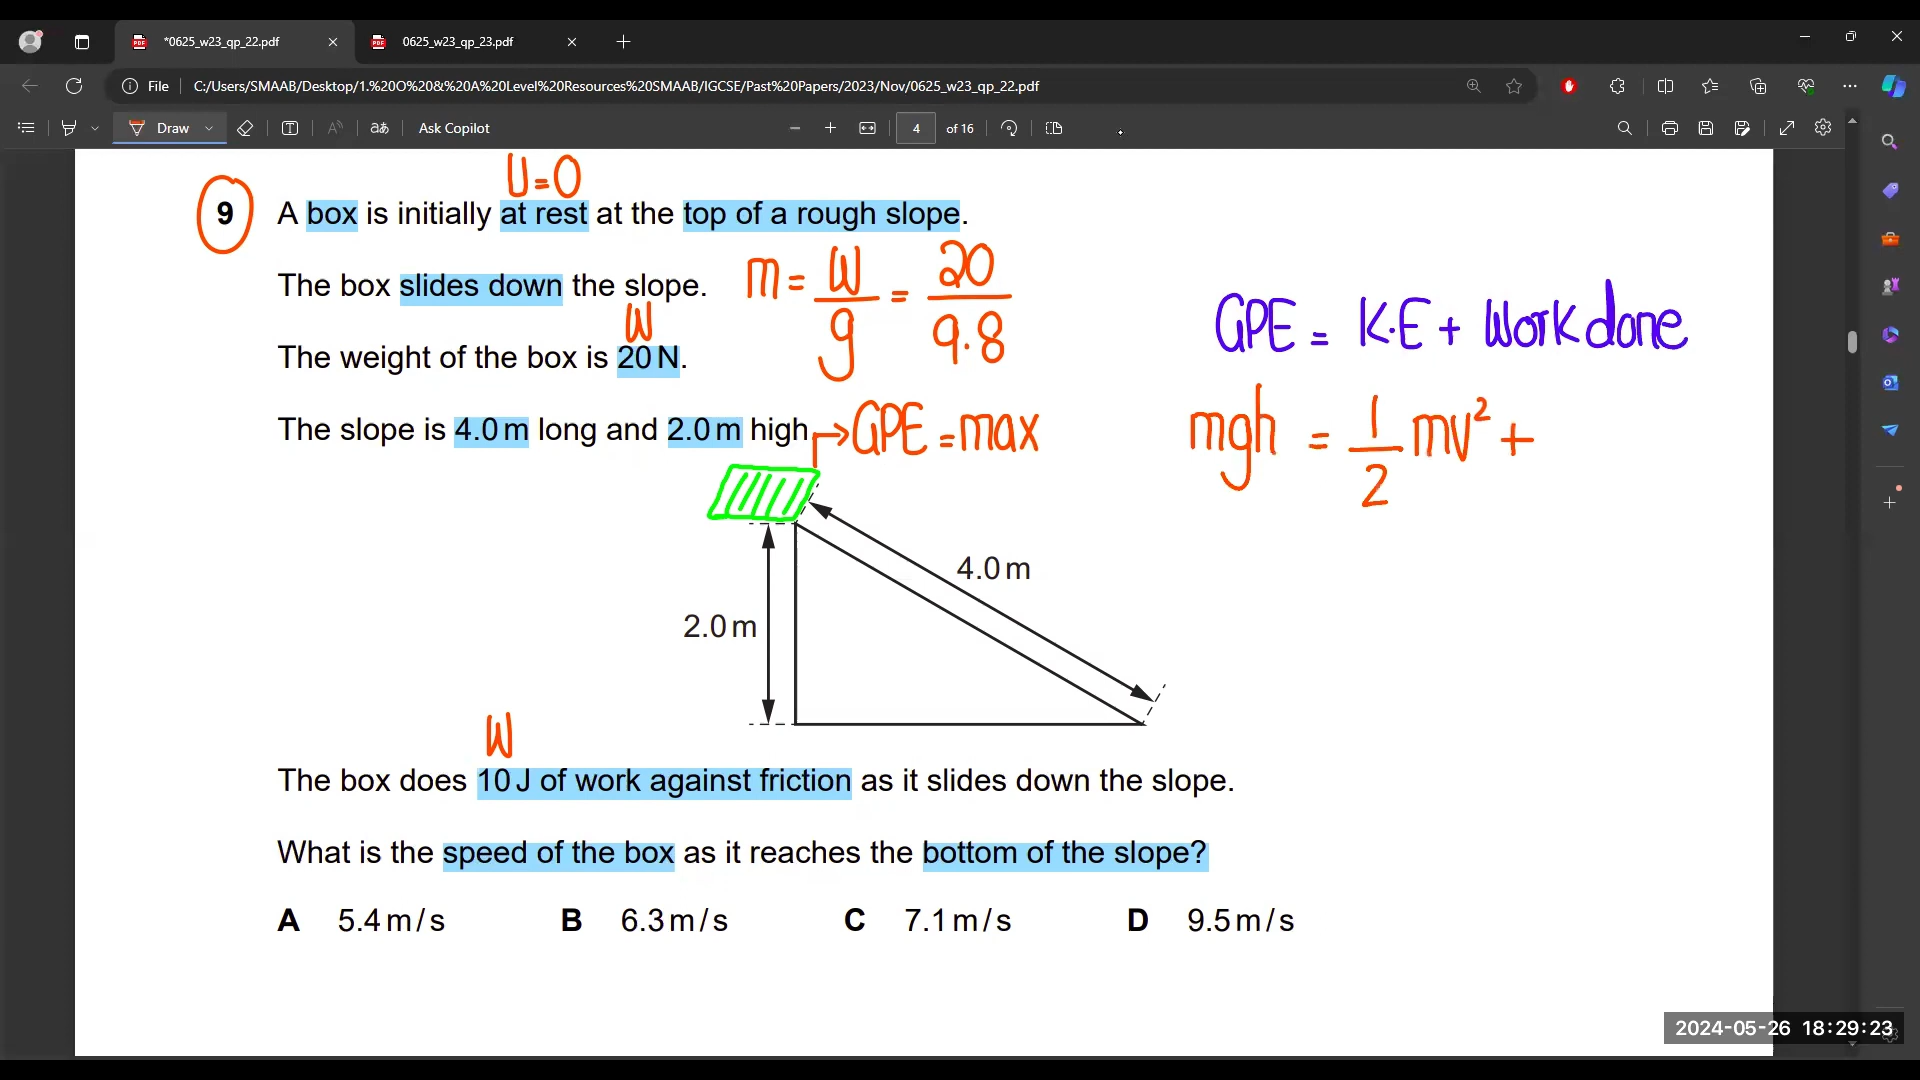 *0625_w23_qp_22.pdf
0625_w23_qp_23.pdf
File
C:/Users/SMAAB/Desktop/1.%20O%20&%20A%20Level%20Resources%20SMAAB/IGCSE/Past%20Papers/2023/Nov/0625_w23_qp_22.pdf
Draw
Ask Copilot
4 of 16
U=0
9 A box is initially at rest at the top of a rough slope.
The box slides down the slope.
m = W/g = 20/9.8
GPE = K.E + Work done
W
The weight of the box is 20 N.
The slope is 4.0 m long and 2.0 m high
GPE = max
mgh = 1/2 mv² +
4.0 m
2.0 m
W
The box does 10 J of work against friction as it slides down the slope.
What is the speed of the box as it reaches the bottom of the slope?
A 5.4 m / s B 6.3 m / s C 7.1 m / s D 9.5 m / s
2024-05-26 18:29:23